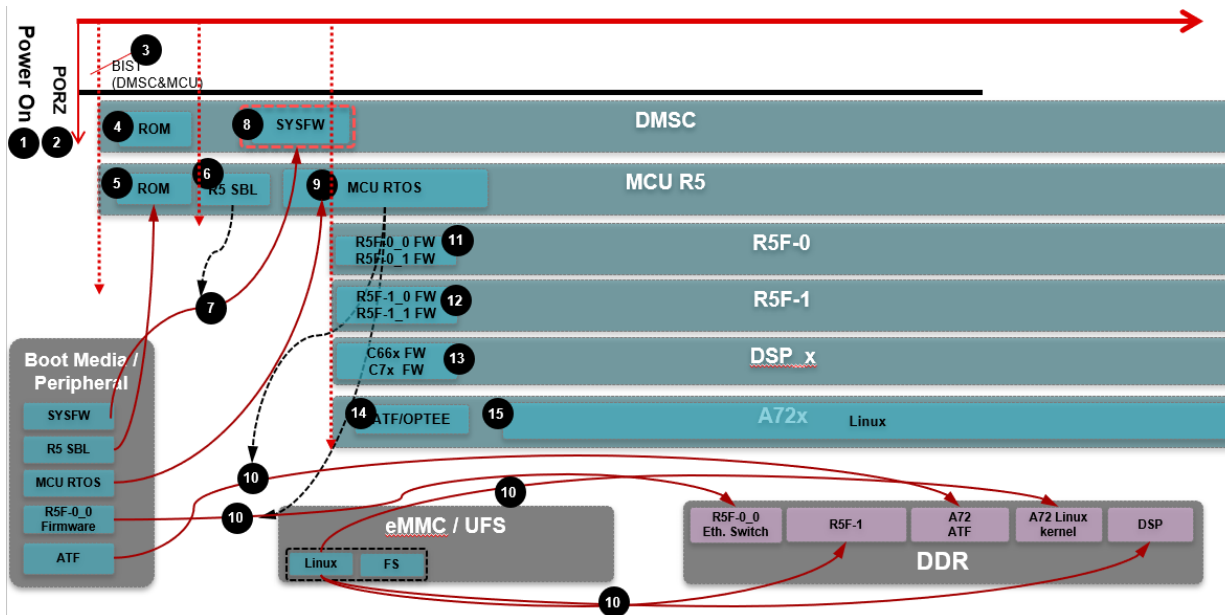 Power On
PORZ
1
2
3
BIST
(DMSC&MCU)
4
ROM
8
SYSFW
DMSC
5
ROM
6
R5 SBL
9
MCU RTOS
MCU R5
R5F-0_0 FW
R5F-0_1 FW
11
R5F-0
7
R5F-1_0 FW
R5F-1_1 FW
12
R5F-1
C66x FW
C7x FW
13
DSP_x
14
ATF/OPTEE
15
A72x
Linux
Boot Media /
Peripheral
SYSFW
R5 SBL
MCU RTOS
R5F-0_0
Firmware
ATF
10
10
10
10
eMMC / UFS
Linux
FS
R5F-0_0
Eth. Switch
R5F-1
A72
ATF
A72 Linux
kernel
DSP
DDR